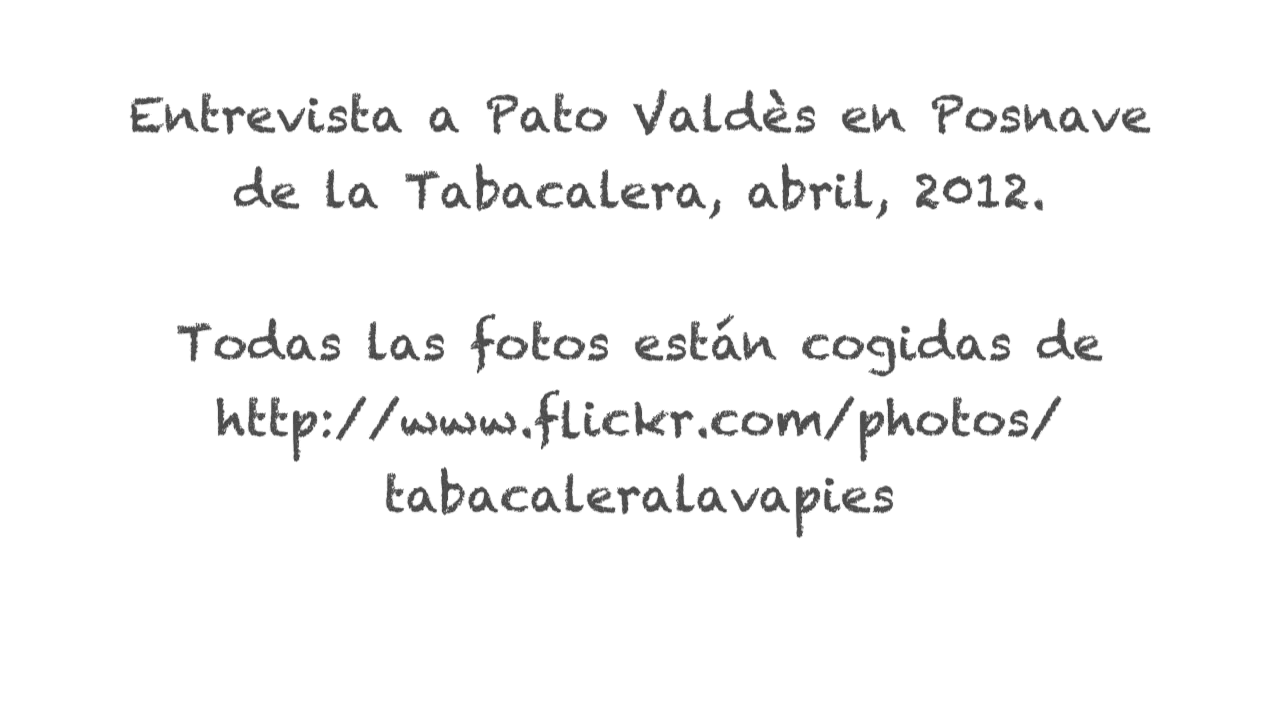 Entrevista a Pato Valdès en Posnave
de la Tabacalera, abril, 2012.
Todas las fotos están cogidas de
http://www.flickr.com/photos/
tabacaleralavapies